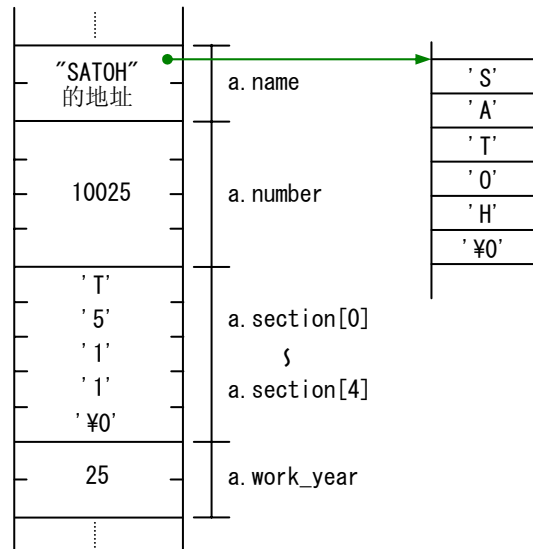 "SATOH"
的地址
a.name
10025
a.number
'T'
'5'
'1'
'1'
'¥0'
a.section[0]
∫
a.section[4]
25
a.work_year
'S'
'A'
'T'
'O'
'H'
'¥0'